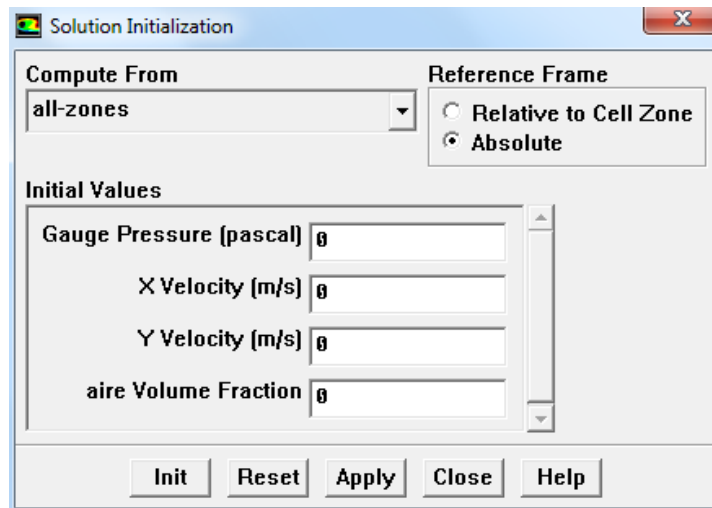 Solution Initialization
Compute From
Reference Frame
all-zones
Relative to Cell Zone
Absolute
Initial Values
Gauge Pressure (pascal) 0
X Velocity (m/s) 0
Y Velocity (m/s) 0
aire Volume Fraction 0
Init Reset Apply Close Help